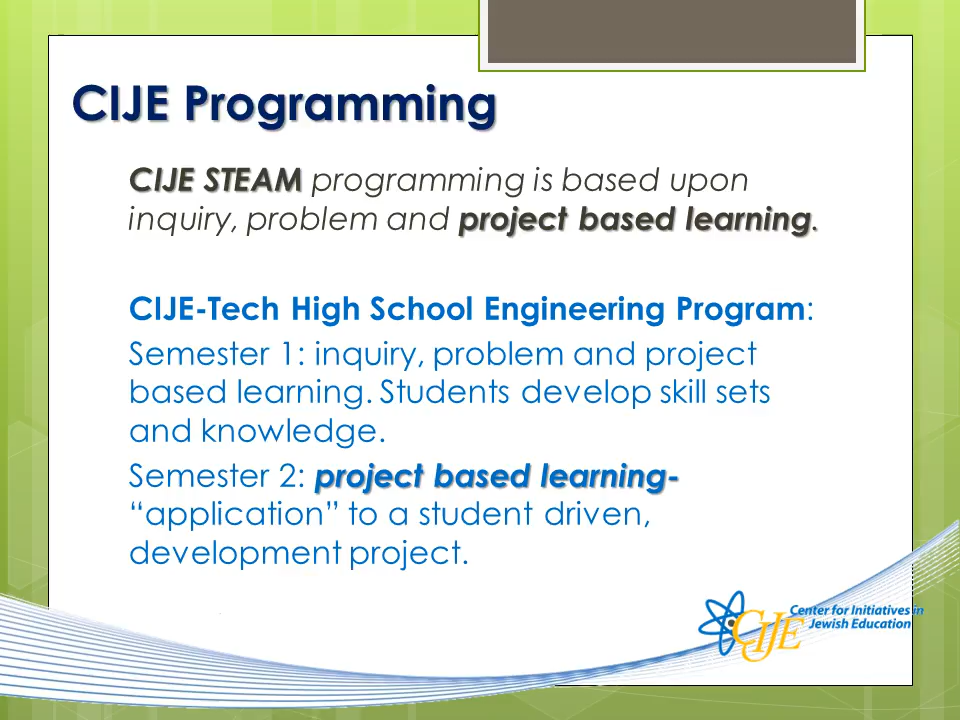 CIJE Programming
CIJE STEAM programming is based upon
inquiry, problem and project based learning.
CIJE-Tech High School Engineering Program:
Semester 1: inquiry, problem and project
based learning. Students develop skill sets
and knowledge.
Semester 2: project based learning-
“application” to a student driven,
development project.
Center for Initiatives in
Jewish Education
CIJE